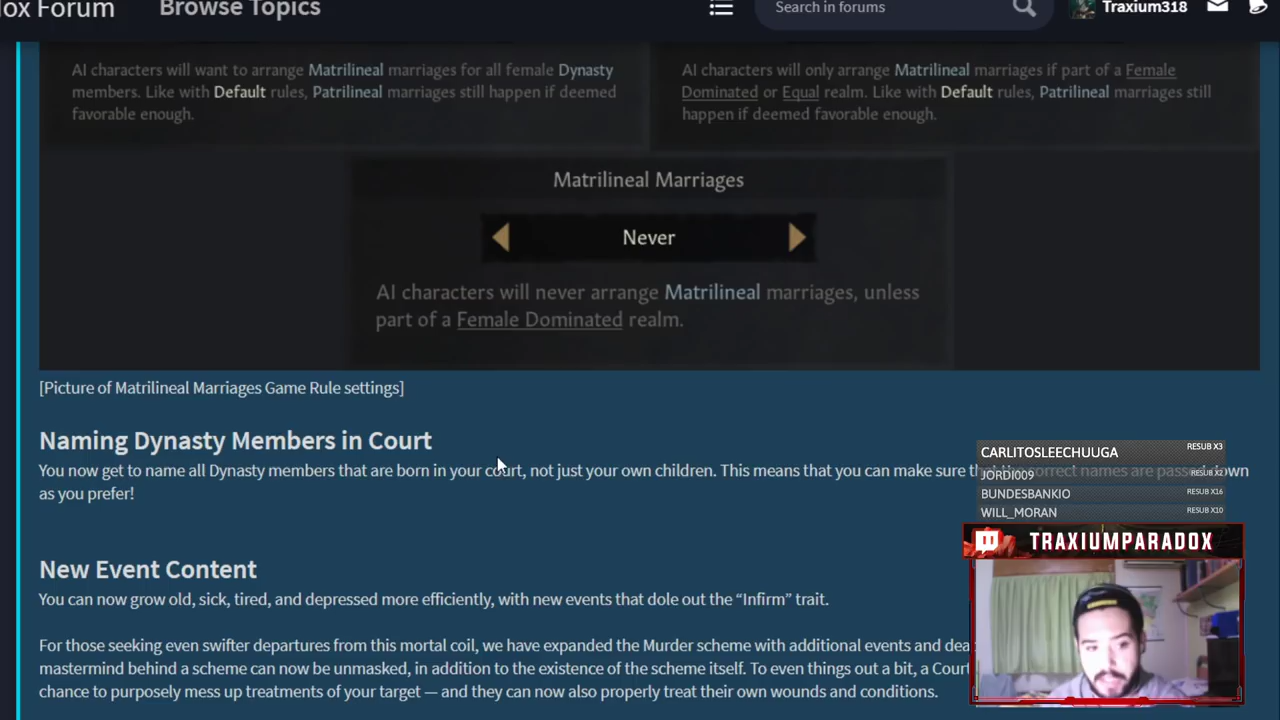 ox Forum
Browse Topics
Search in forums
Traxium318
AI characters will want to arrange Matrilineal marriages for all female Dynasty
members. Like with Default rules, Patrilineal marriages still happen if deemed
favorable enough.
AI characters will only arrange Matrilineal marriages if part of a Female
Dominated or Equal realm. Like with Default rules, Patrilineal marriages still
happen if deemed favorable enough.
Matrilineal Marriages
Never
AI characters will never arrange Matrilineal marriages, unless
part of a Female Dominated realm.
[Picture of Matrilineal Marriages Game Rule settings]
Naming Dynasty Members in Court
You now get to name all Dynasty members that are born in your court, not just your own children. This means that you can make sure that the correct names are passed down
as you prefer!
CARLITOSLEECHUUGA RESUB X3
JORDI009 RESUB X2
BUNDESBANKIO RESUB X16
WILL_MORAN RESUB X10
TRAXIUMPARADOX
New Event Content
You can now grow old, sick, tired, and depressed more efficiently, with new events that dole out the “Infirm” trait.
For those seeking even swifter departures from this mortal coil, we have expanded the Murder scheme with additional events and dea
mastermind behind a scheme can now be unmasked, in addition to the existence of the scheme itself. To even things out a bit, a Court
chance to purposely mess up treatments of your target — and they can now also properly treat their own wounds and conditions.